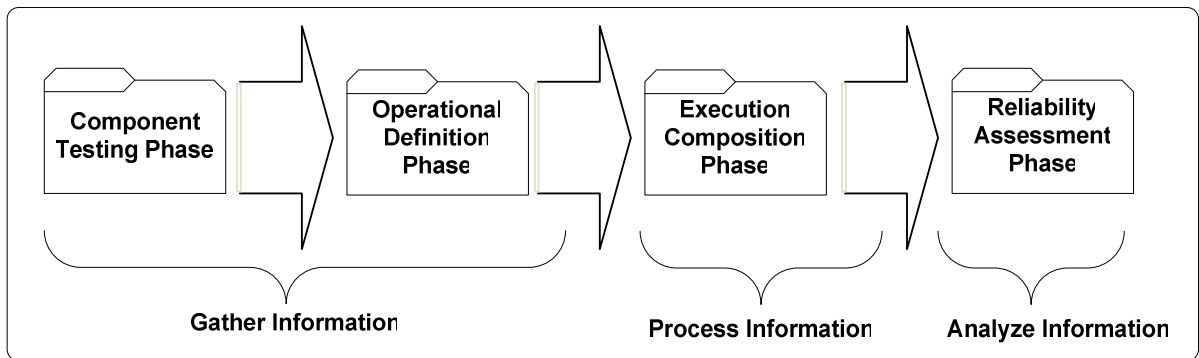 Component
Testing Phase
Operational
Definition
Phase
Execution
Composition
Phase
Reliability
Assessment
Phase
Gather Information
Process Information
Analyze Information